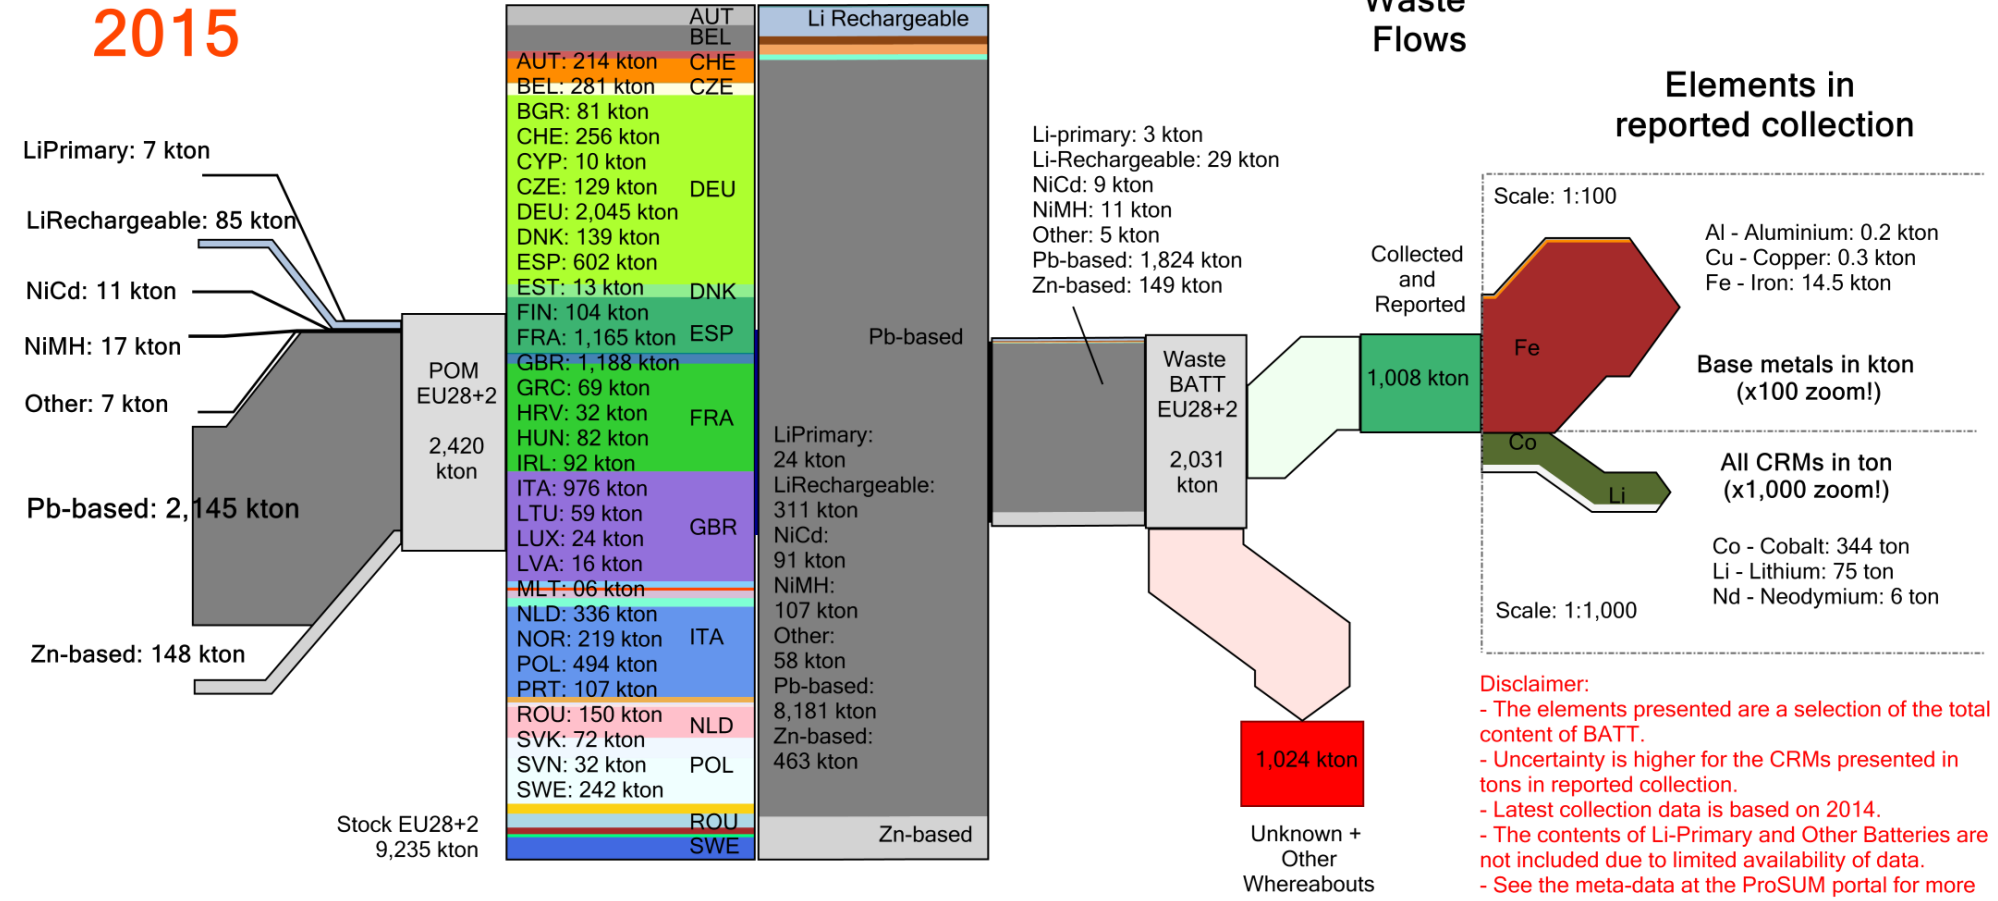 2015
LiPrimary: 7 kton
LiRechargeable: 85 kton
NiCd: 11 kton
NiMH: 17 kton
Other: 7 kton
Pb-based: 2,145 kton
Zn-based: 148 kton
POM
EU28+2
2,420
kton
Stock EU28+2
9,235 kton
AUT: 214 kton
BEL: 281 kton
BGR: 81 kton
CHE: 256 kton
CYP: 10 kton
CZE: 129 kton
DEU: 2,045 kton
DNK: 139 kton
ESP: 602 kton
EST: 13 kton
FIN: 104 kton
FRA: 1,165 kton
GBR: 1,188 kton
GRC: 69 kton
HRV: 32 kton
HUN: 82 kton
IRL: 92 kton
ITA: 976 kton
LTU: 59 kton
LUX: 24 kton
LVA: 16 kton
MLT: 06 kton
NLD: 336 kton
NOR: 219 kton
POL: 494 kton
PRT: 107 kton
ROU: 150 kton
SVK: 72 kton
SVN: 32 kton
SWE: 242 kton
AUT
BEL
CHE
CZE
DEU
DNK
ESP
FRA
GBR
ITA
NLD
POL
ROU
SWE
Li Rechargeable
Pb-based
LiPrimary:
24 kton
LiRechargeable:
311 kton
NiCd:
91 kton
NiMH:
107 kton
Other:
58 kton
Pb-based:
8,181 kton
Zn-based:
463 kton
Zn-based
Waste
Flows
Li-primary: 3 kton
Li-Rechargeable: 29 kton
NiCd: 9 kton
NiMH: 11 kton
Other: 5 kton
Pb-based: 1,824 kton
Zn-based: 149 kton
Waste
BATT
EU28+2
2,031
kton
Collected
and
Reported
1,008 kton
1,024 kton
Unknown +
Other
Whereabouts
Elements in
reported collection
Scale: 1:100
Fe
Al - Aluminium: 0.2 kton
Cu - Copper: 0.3 kton
Fe - Iron: 14.5 kton
Base metals in kton
(x100 zoom!)
Co
Li
All CRMs in ton
(x1,000 zoom!)
Co - Cobalt: 344 ton
Li - Lithium: 75 ton
Nd - Neodymium: 6 ton
Scale: 1:1,000
Disclaimer:
- The elements presented are a selection of the total
content of BATT.
- Uncertainty is higher for the CRMs presented in
tons in reported collection.
- Latest collection data is based on 2014.
- The contents of Li-Primary and Other Batteries are
not included due to limited availability of data.
- See the meta-data at the ProSUM portal for more